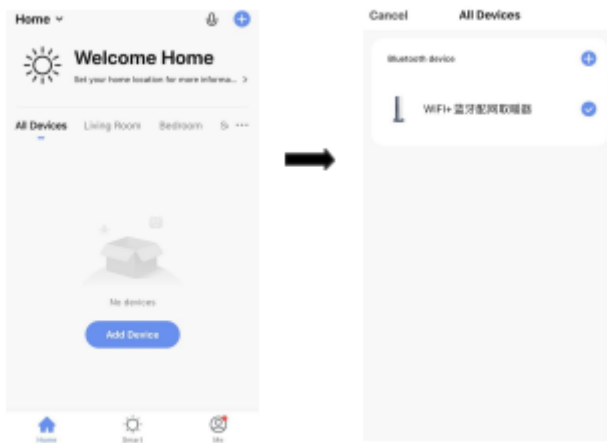 Home
Welcome Home
Set your home location for more informa...
All Devices Living Room Bedroom
No devices
Add Device
Home Smart Me
Cancel All Devices
Bluetooth device
WIFI+蓝牙配网取暖器